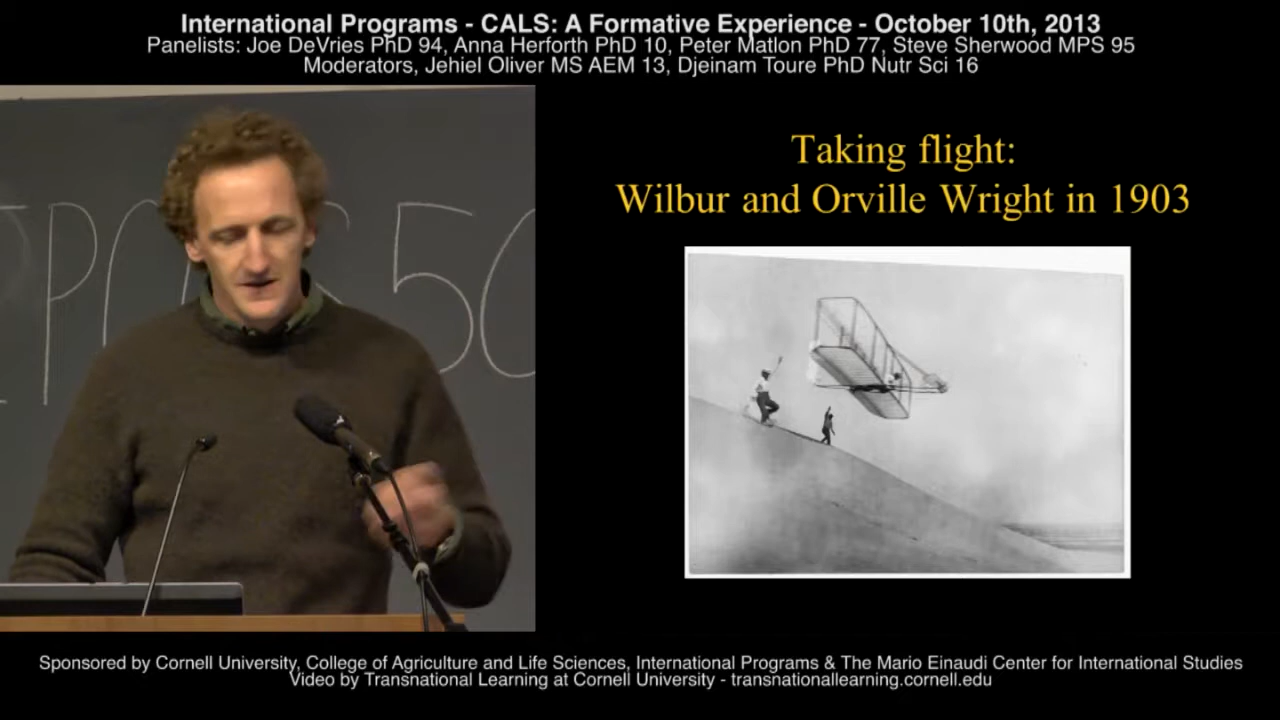 International Programs - CALS: A Formative Experience - October 10th, 2013
Panelists: Joe DeVries PhD 94, Anna Herforth PhD 10, Peter Matlon PhD 77, Steve Sherwood MPS 95
Moderators, Jehiel Oliver MS AEM 13, Djeinam Toure PhD Nutr Sci 16
Taking flight:
Wilbur and Orville Wright in 1903
50
Sponsored by Cornell University, College of Agriculture and Life Sciences, International Programs & The Mario Einaudi Center for International Studies
Video by Transnational Learning at Cornell University - transnationallearning.cornell.edu